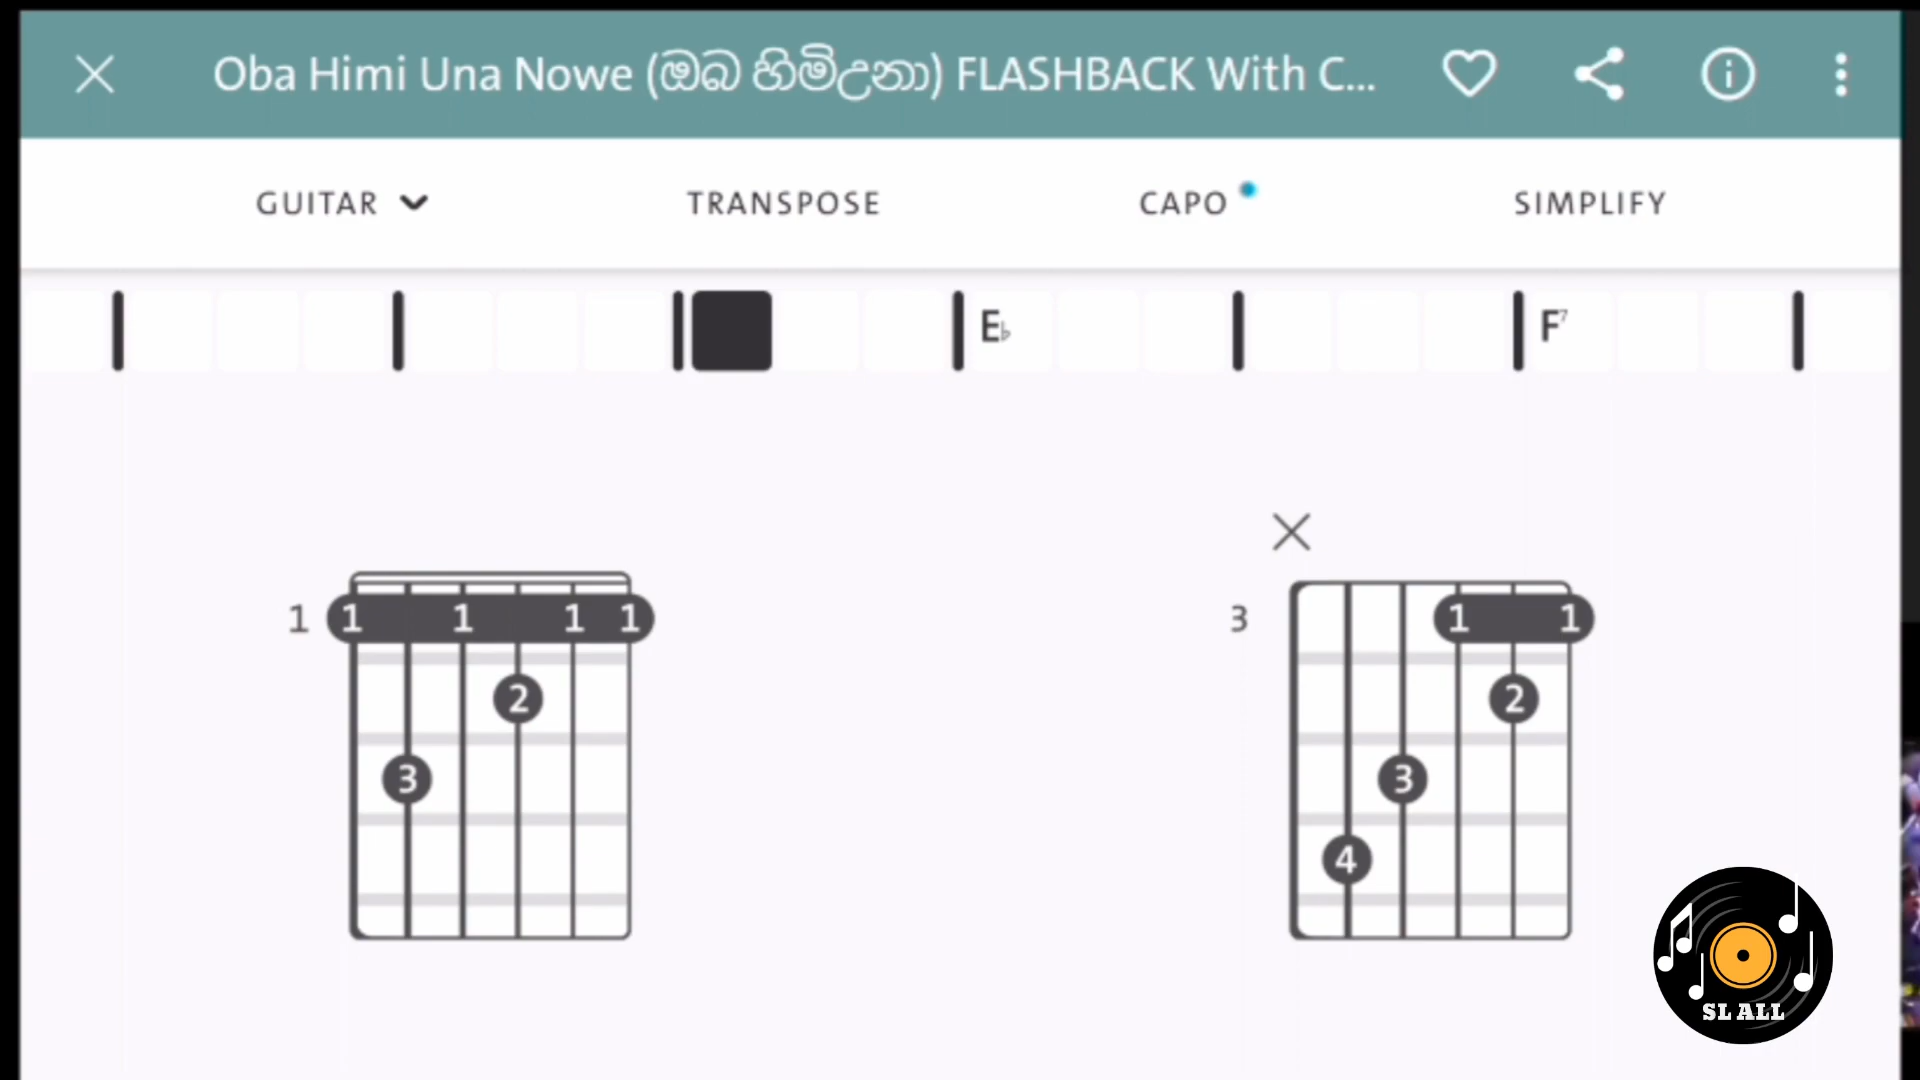 Oba Himi Una Nowe (ඔබ හිමිඋනා) FLASHBACK With C...
GUITAR TRANSPOSE CAPO SIMPLIFY
E♭ F7
1 1 1 1 1
2
3
3 1 1
2
3
4
SL ALL